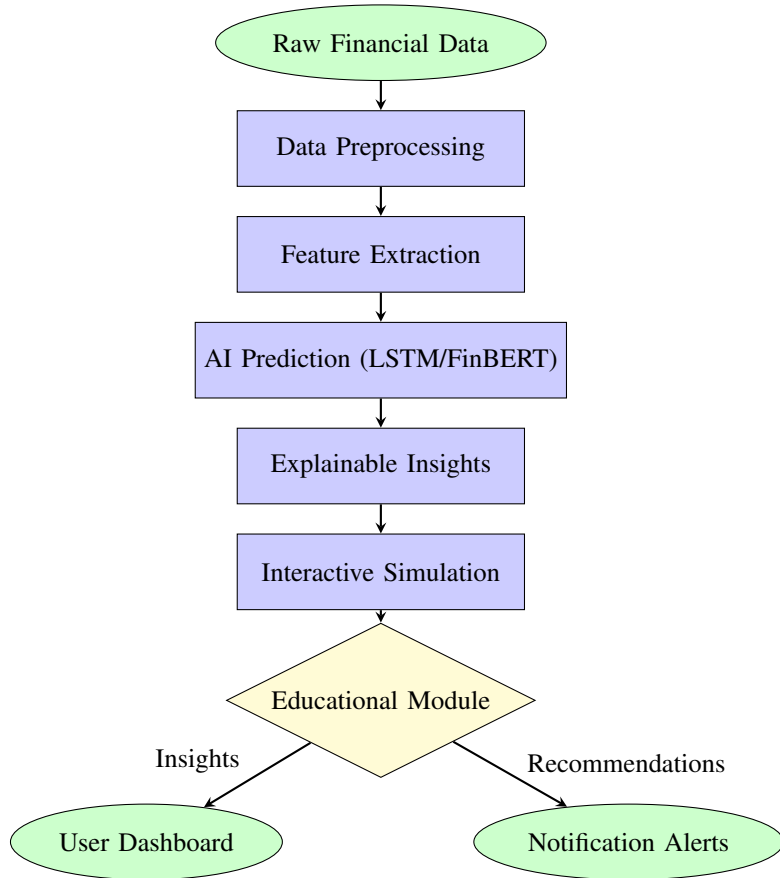 Raw Financial Data
Data Preprocessing
Feature Extraction
AI Prediction (LSTM/FinBERT)
Explainable Insights
Interactive Simulation
Educational Module
Insights
Recommendations
User Dashboard
Notification Alerts